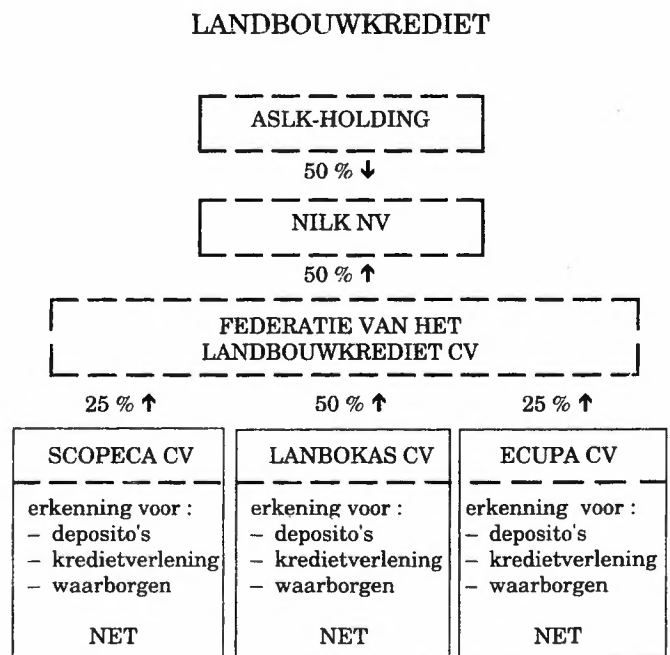 LANDBOUWKREDIET
ASLK-HOLDING
50 % ↓
NILK NV
50 % ↑
FEDERATIE VAN HET
LANDBOUWKREDIET CV
25 % ↑
50 % ↑
25 % ↑
SCOPECA CV
erkenning voor :
– deposito's
– kredietverlening
– waarborgen
NET
LANBOKAS CV
erkening voor :
– deposito's
– kredietverlening
– waarborgen
NET
ECUPA CV
erkenning voor :
– deposito's
– kredietverlening
– waarborgen
NET